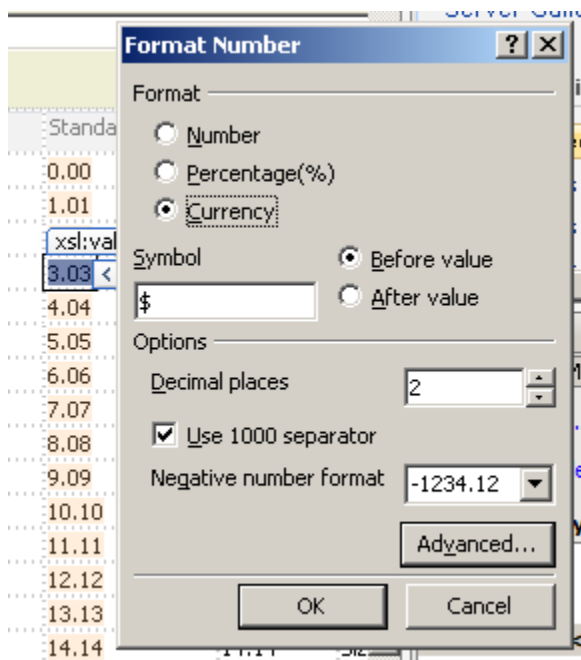 Format Number
Format
Standa
Number
0.00
Percentage(%)
1.01
Currency
xsl:val
Symbol
Before value
3.03 <
$
After value
4.04
5.05
Options
6.06
Decimal places
2
7.07
8.08
Use 1000 separator
9.09
Negative number format
-1234.12
10.10
11.11
Advanced...
12.12
13.13
OK
Cancel
14.14